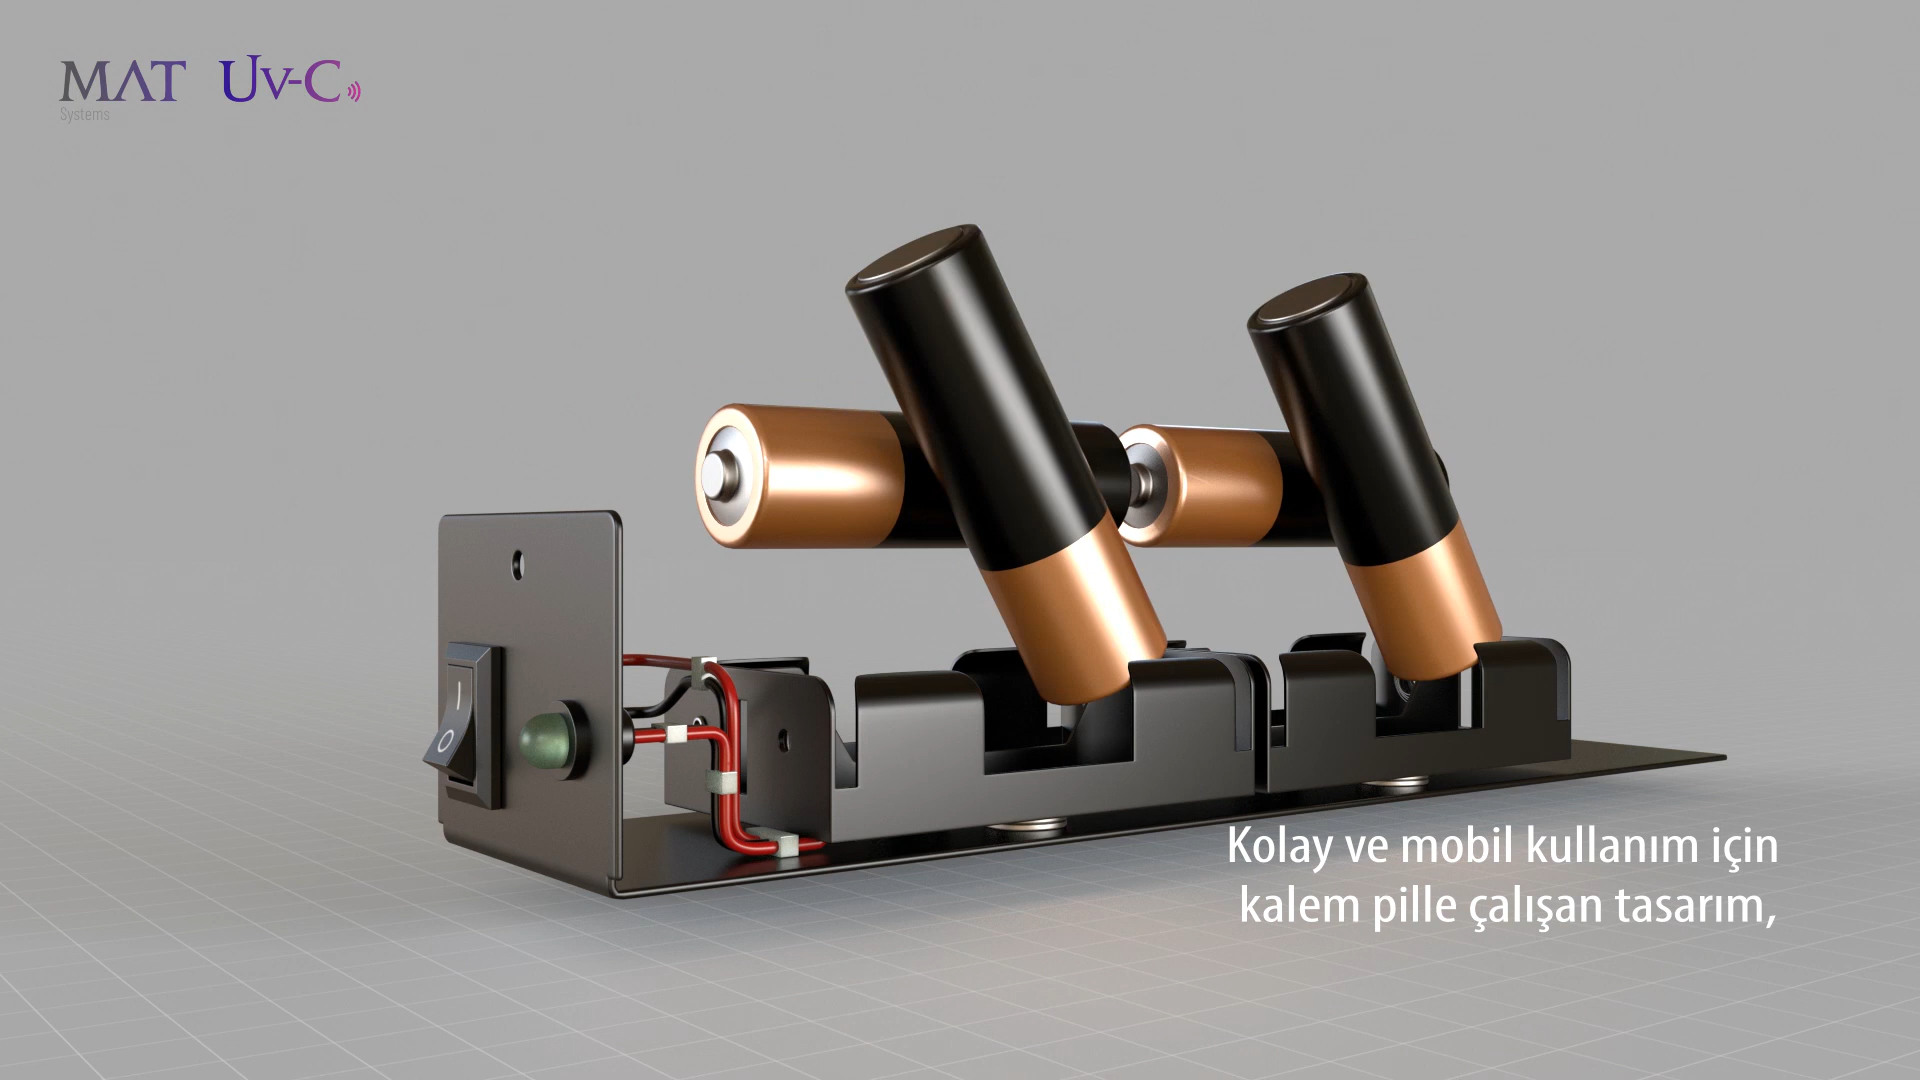 MAT Uv-C
Systems
Kolay ve mobil kullanım için
kalem pille çalışan tasarım,